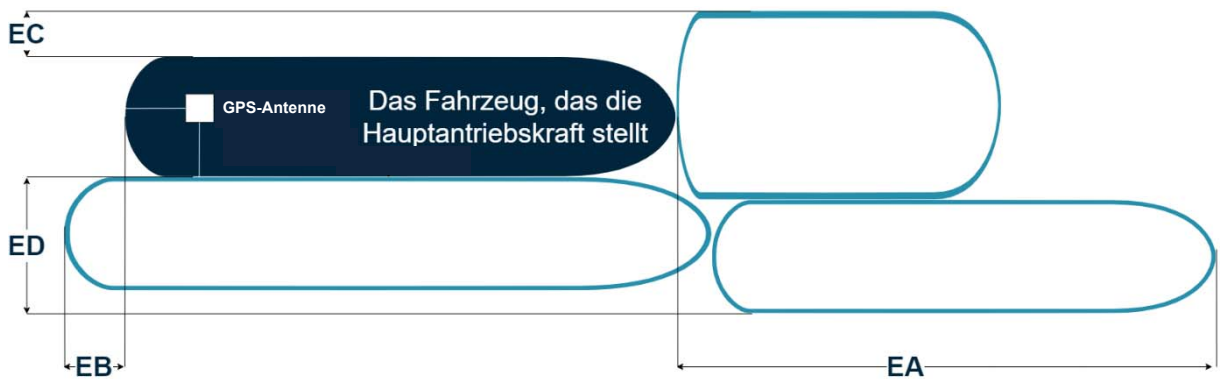 EC
GPS-Antenne
Das Fahrzeug, das die
Hauptantriebskraft stellt
ED
EB
EA